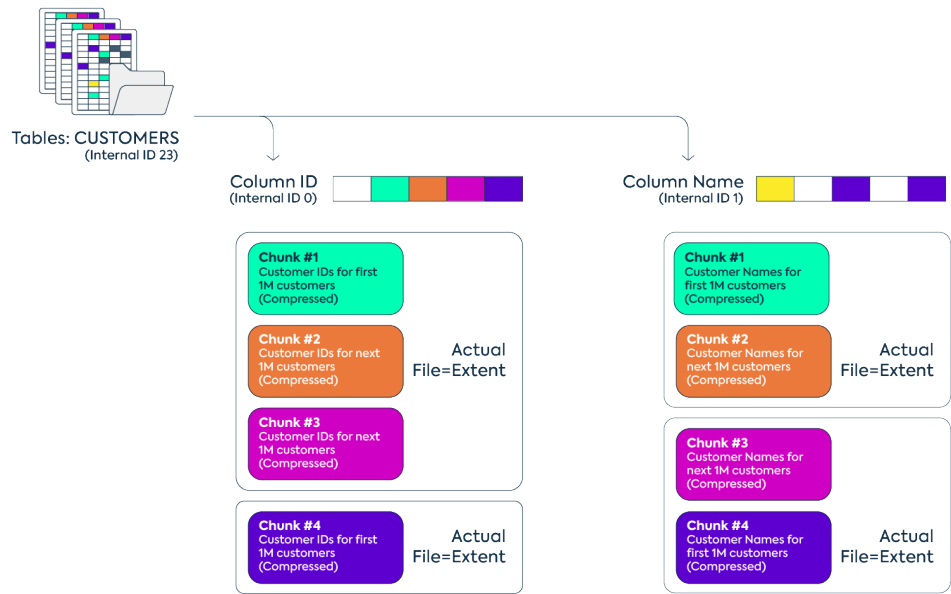 Tables: CUSTOMERS
(Internal ID 23)
Column ID
(Internal ID 0)
Chunk #1
Customer IDs for first
1M customers
(Compressed)
Chunk #2
Customer IDs for next
1M customers
(Compressed)
Chunk #3
Customer IDs for next
1M customers
(Compressed)
Actual
File=Extent
Chunk #4
Customer IDs for first
1M customers
(Compressed)
Actual
File=Extent
Column Name
(Internal ID 1)
Chunk #1
Customer Names for
first 1M customers
(Compressed)
Chunk #2
Customer Names for
next 1M customers
(Compressed)
Actual
File=Extent
Chunk #3
Customer Names for
next 1M customers
(Compressed)
Chunk #4
Customer Names for
first 1M customers
(Compressed)
Actual
File=Extent